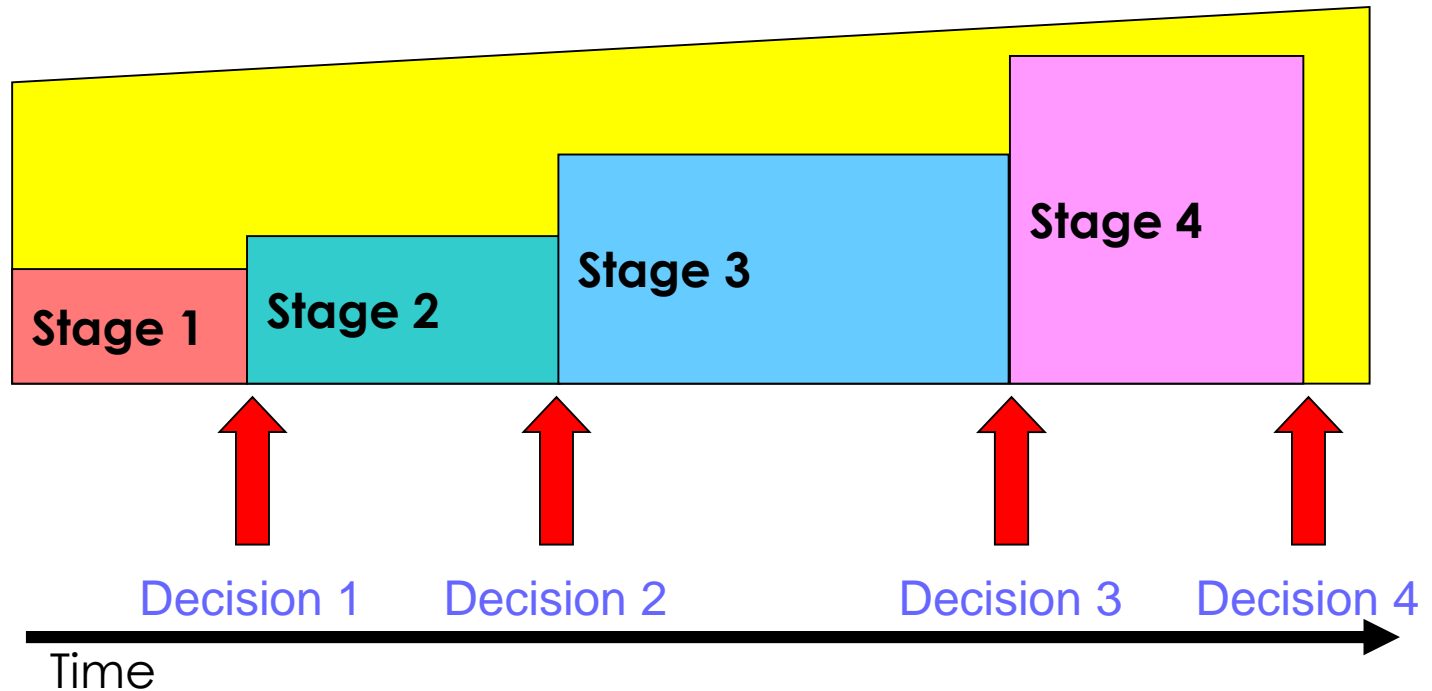 Stage 1
Stage 2
Stage 3
Stage 4
Decision 1
Decision 2
Decision 3
Decision 4
Time